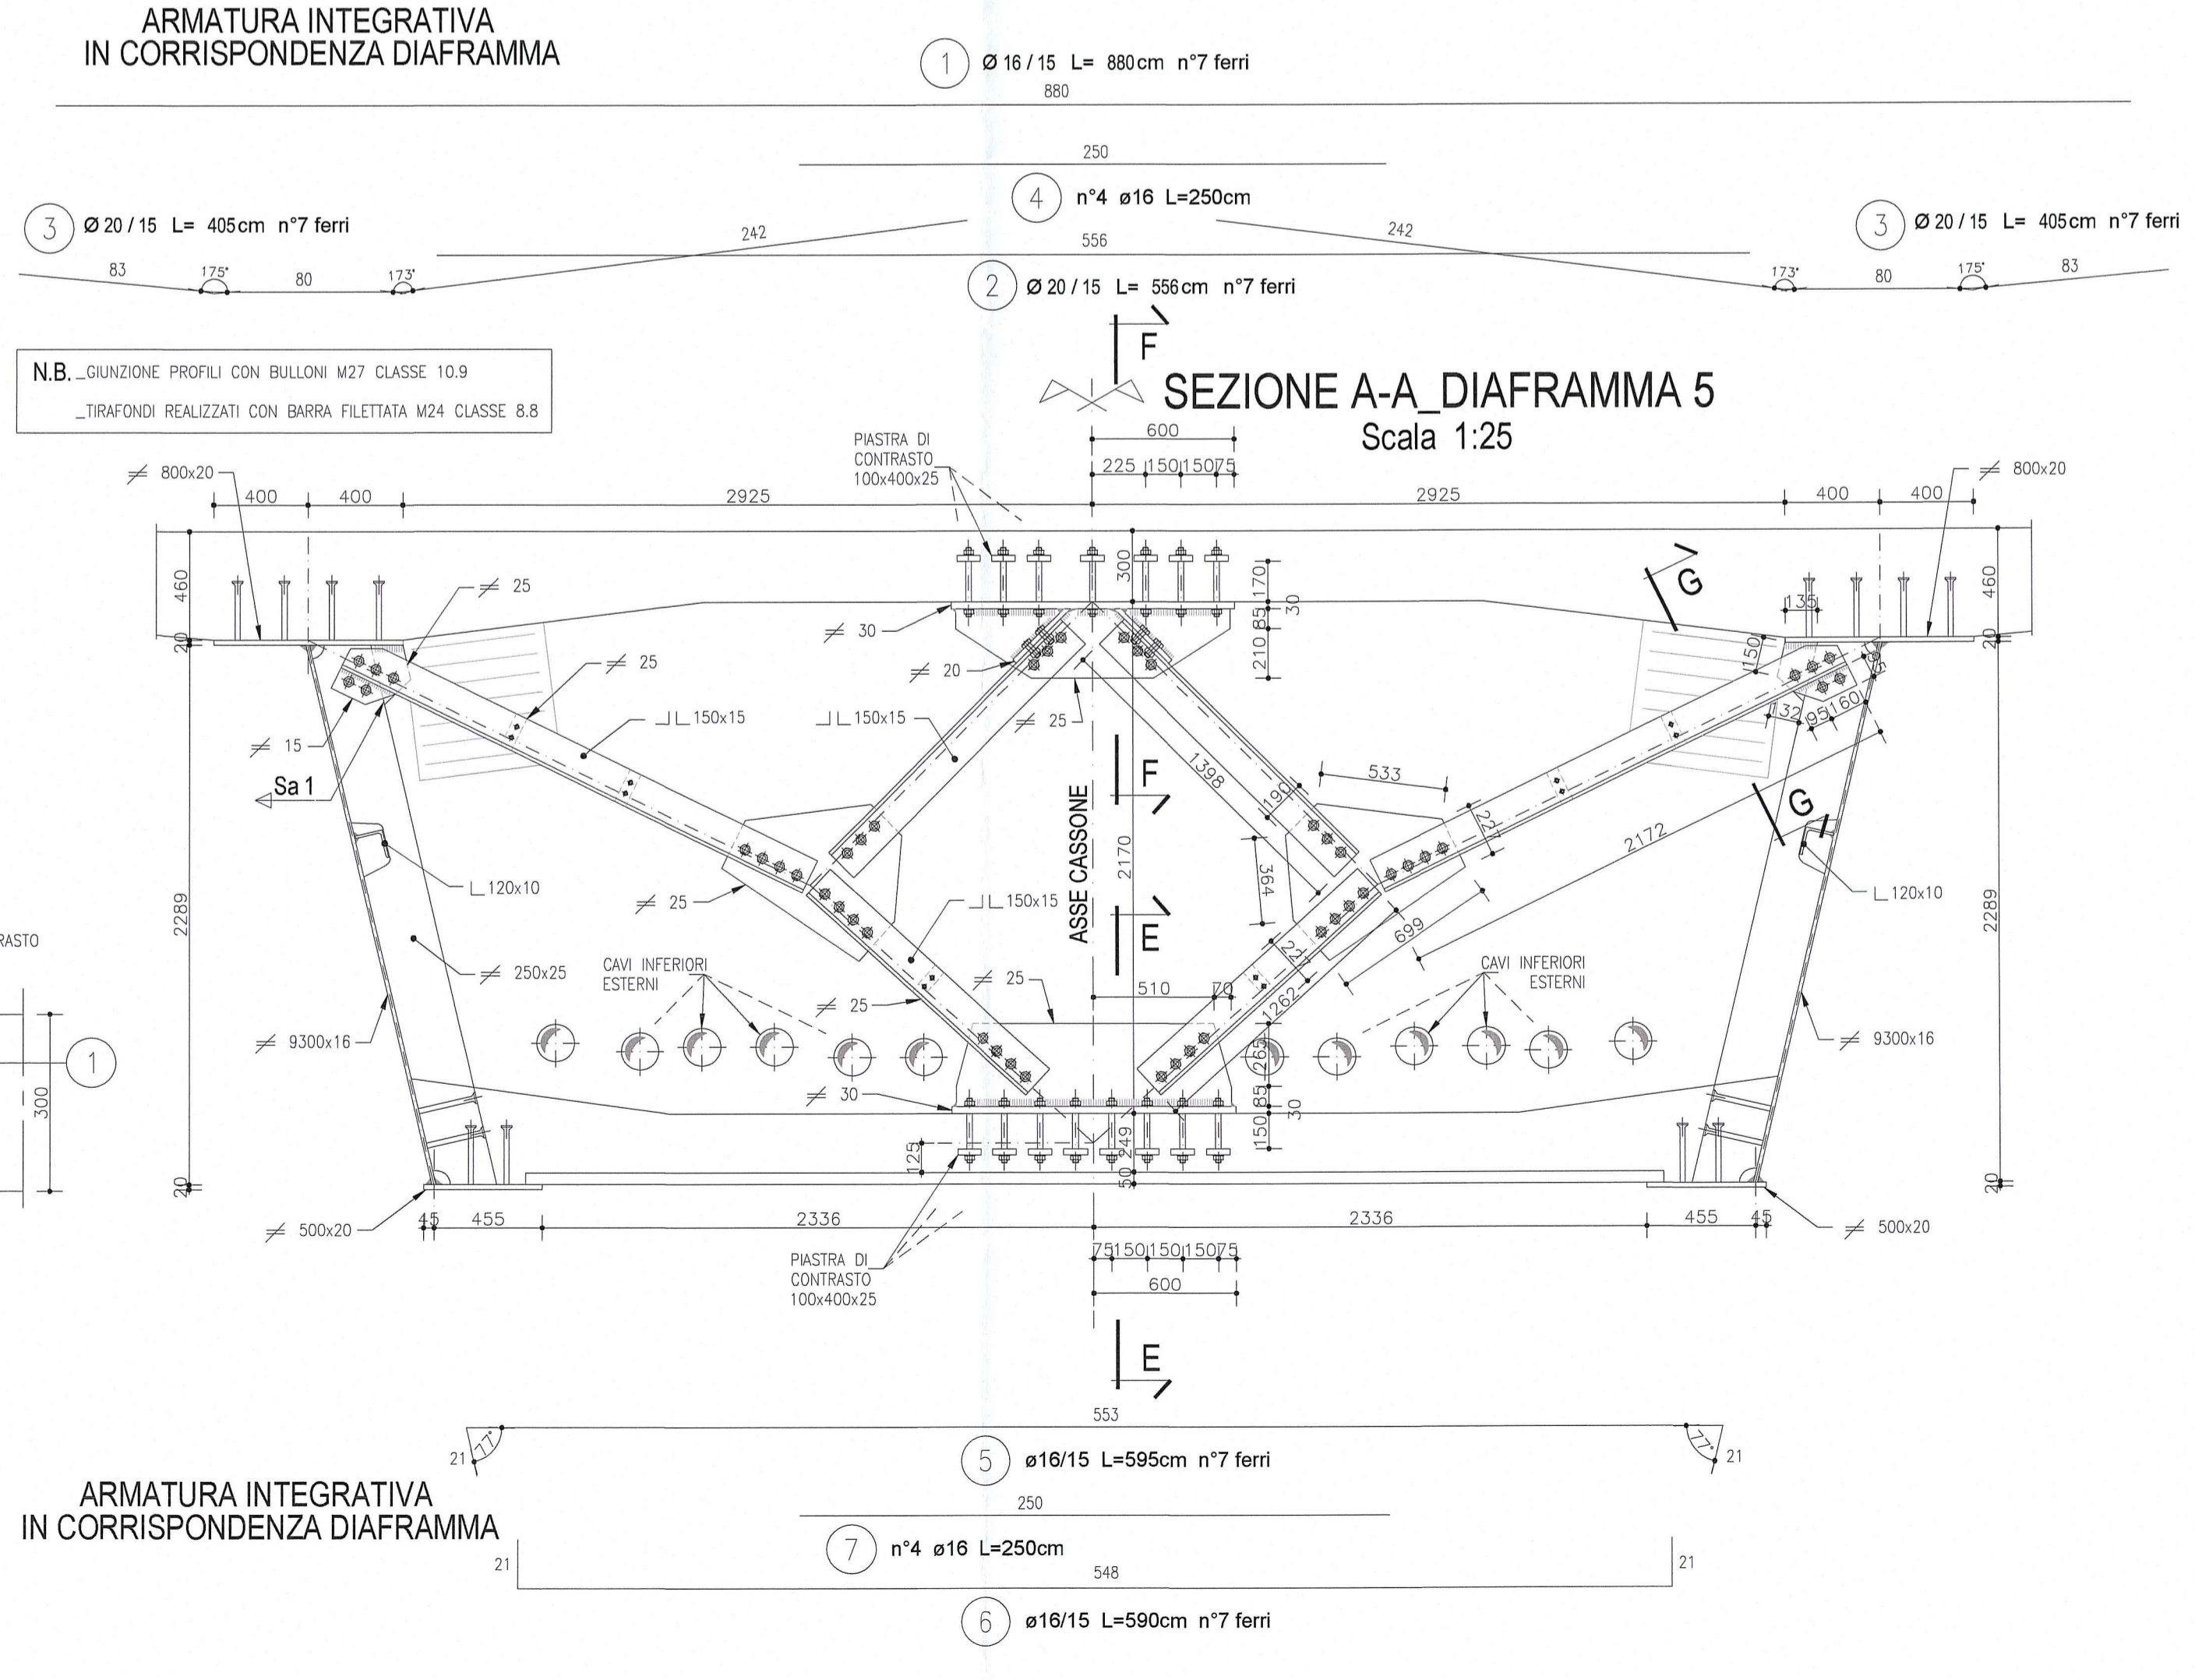 ARMATURA INTEGRATIVA
IN CORRISPONDENZA DIAFRAMMA
1 Ø 16 / 15 L= 880cm n°7 ferri
880
250
4 n°4 ø16 L=250cm
3 Ø 20 / 15 L= 405cm n°7 ferri
3 Ø 20 / 15 L= 405cm n°7 ferri
242
556
242
83
175°
80
173°
173°
80
175°
83
2 Ø 20 / 15 L= 556cm n°7 ferri
N.B. _GIUNZIONE PROFILI CON BULLONI M27 CLASSE 10.9
_TIRAFONDI REALIZZATI CON BARRA FILETTATA M24 CLASSE 8.8
F
SEZIONE A-A_DIAFRAMMA 5
Scala 1:25
PIASTRA DI
CONTRASTO
100x400x25
600
225 150 150 75
800x20
800x20
400
400
2925
2925
400
400
460
20
300
170
30
85
210
G
135
150
460
20
25
30
25
20
25
150x15
150x15
15
Sa1
1398
190
533
132
95
160
G
2172
221
120x10
120x10
ASSE CASSONE
F
2170
364
2289
2289
25
150x15
E
699
221
RASTO
250x25
CAVI INFERIORI
ESTERNI
25
25
510
70
1262
CAVI INFERIORI
ESTERNI
9300x16
9300x16
1
300
265
85
30
150
30
125
249
50
20
20
500x20
500x20
45
455
2336
2336
455
45
75 150 150 150 75
600
PIASTRA DI
CONTRASTO
100x400x25
E
553
21
77°
77°
21
5 ø16/15 L=595cm n°7 ferri
ARMATURA INTEGRATIVA
IN CORRISPONDENZA DIAFRAMMA
250
7 n°4 ø16 L=250cm
21
548
21
6 ø16/15 L=590cm n°7 ferri